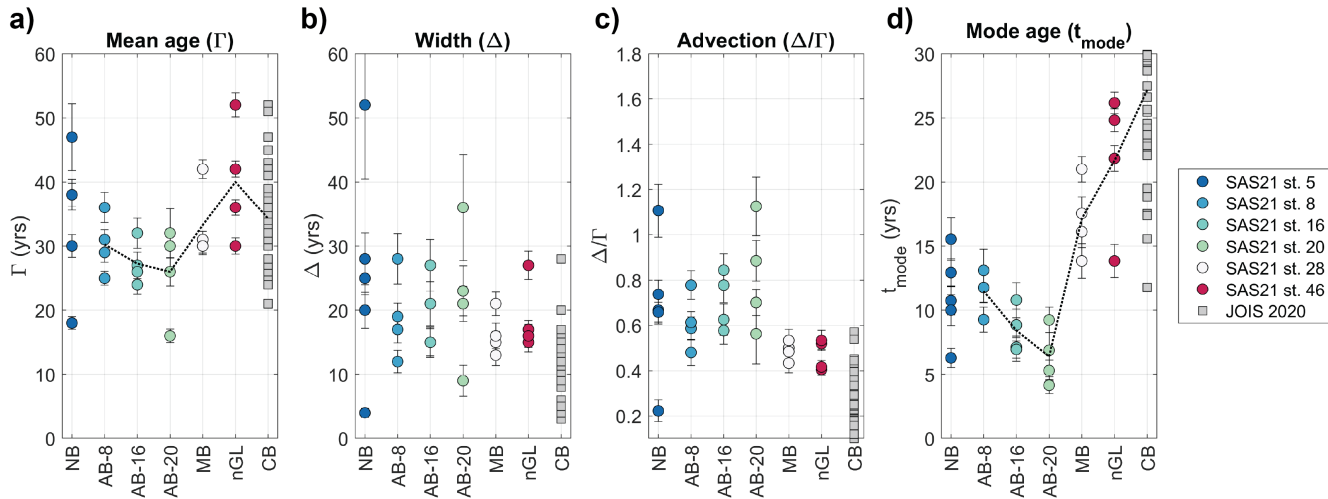 a)
Mean age (Γ)
Γ (yrs)
60
50
40
30
20
10
0
NB
AB-8
AB-16
AB-20
MB
nGL
CB
b)
Width (Δ)
Δ (yrs)
60
50
40
30
20
10
0
NB
AB-8
AB-16
AB-20
MB
nGL
CB
c)
Advection (Δ/Γ)
Δ/Γ
1.8
1.6
1.4
1.2
1
0.8
0.6
0.4
0.2
NB
AB-8
AB-16
AB-20
MB
nGL
CB
d)
Mode age (t_mode)
t_mode (yrs)
30
25
20
15
10
5
0
NB
AB-8
AB-16
AB-20
MB
nGL
CB
SAS21 st. 5
SAS21 st. 8
SAS21 st. 16
SAS21 st. 20
SAS21 st. 28
SAS21 st. 46
JOIS 2020